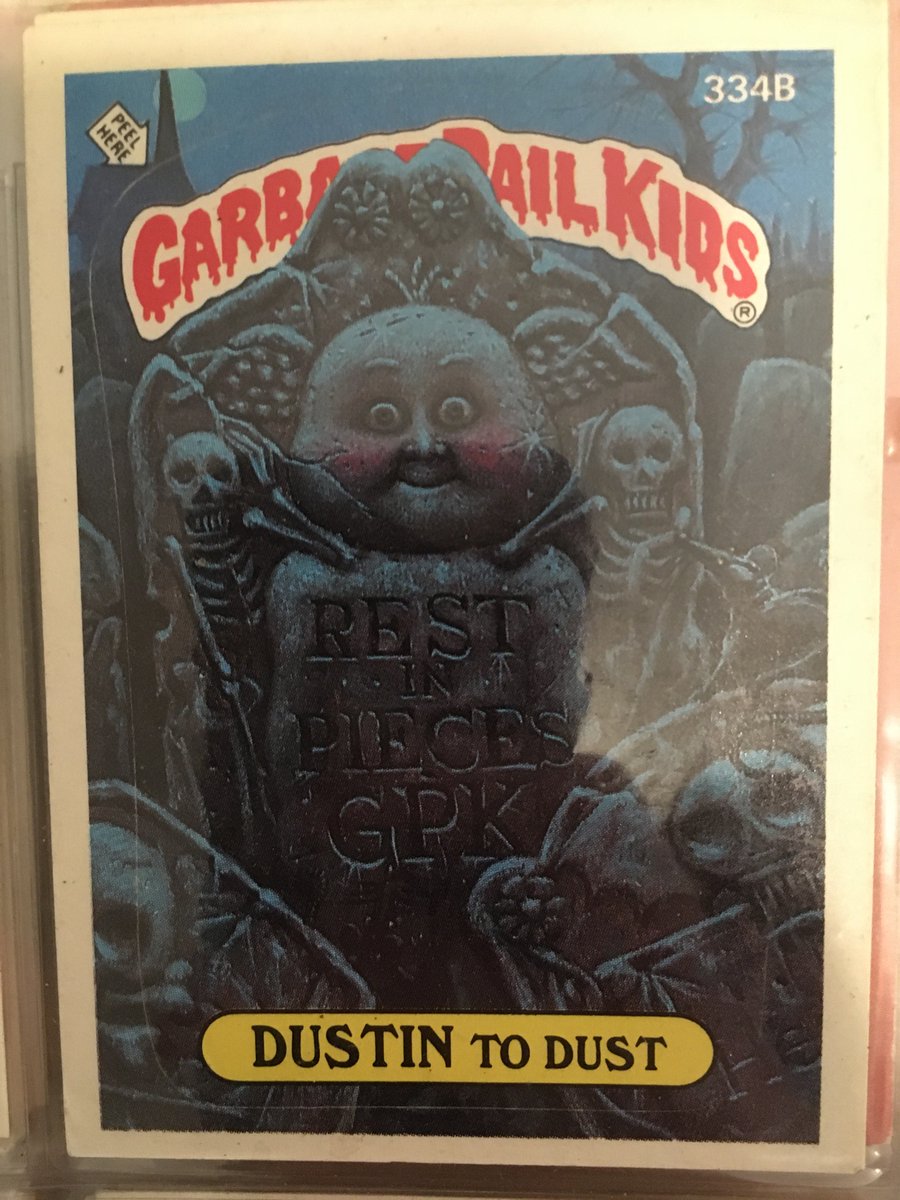 334B
PEEL
HERE
GARBAGE PAIL KIDS
®
REST
IN
PIECES
GPK
DUSTIN TO DUST